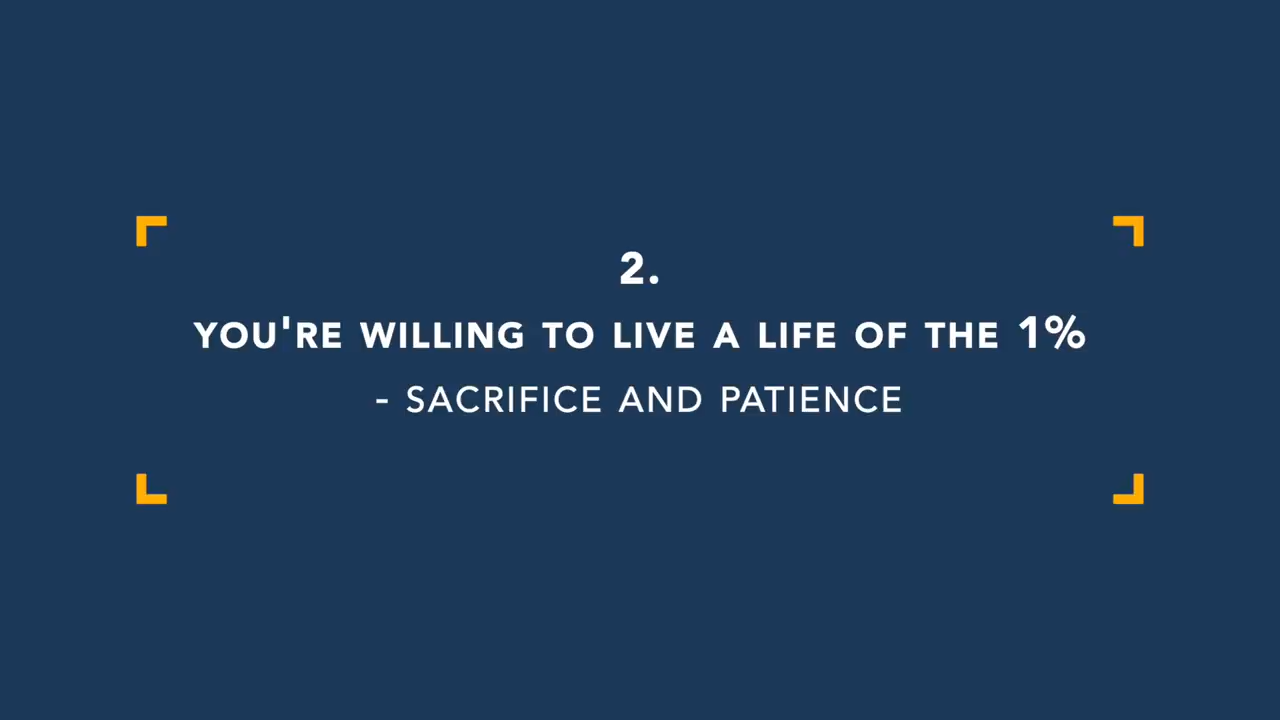 2.
YOU'RE WILLING TO LIVE A LIFE OF THE 1%
- SACRIFICE AND PATIENCE